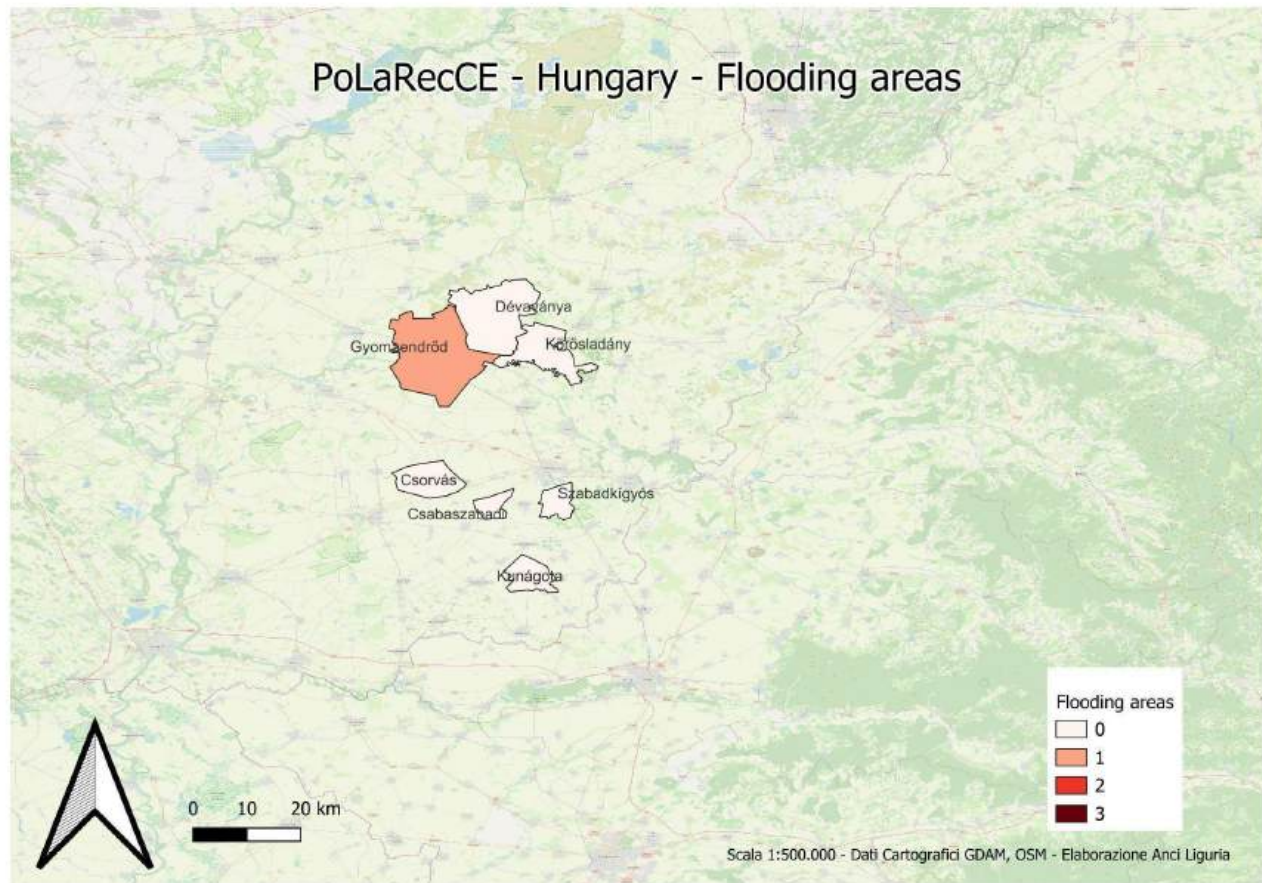 PoLaRecCE - Hungary - Flooding areas
Dévaványa
Gyomaendrőd
Körösladány
Csorvás
Szabadkígyós
Csabaszabadi
Kunágota
Flooding areas
0
1
2
3
0 10 20 km
Scala 1:500.000 - Dati Cartografici GDAM, OSM - Elaborazione Anci Liguria